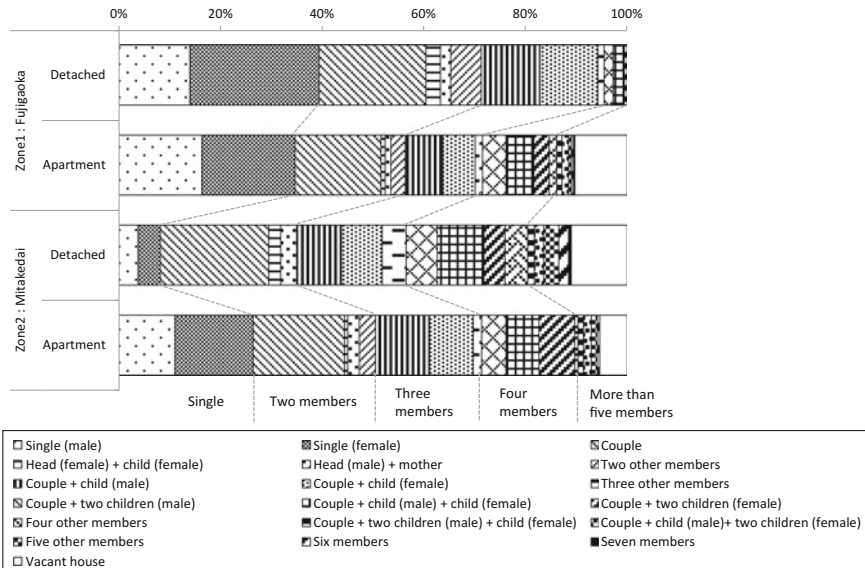 0% 20% 40% 60% 80% 100%
Zone1 : Fujigaoka
Detached
Apartment
Zone2 : Mitakedai
Detached
Apartment
Single Two members Three members Four members More than five members
Single (male) Single (female) Couple
Head (female) + child (female) Head (male) + mother Two other members
Couple + child (male) Couple + child (female) Three other members
Couple + two children (male) Couple + child (male) + child (female) Couple + two children (female)
Four other members Couple + two children (male) + child (female) Couple + child (male)+ two children (female)
Five other members Six members Seven members
Vacant house